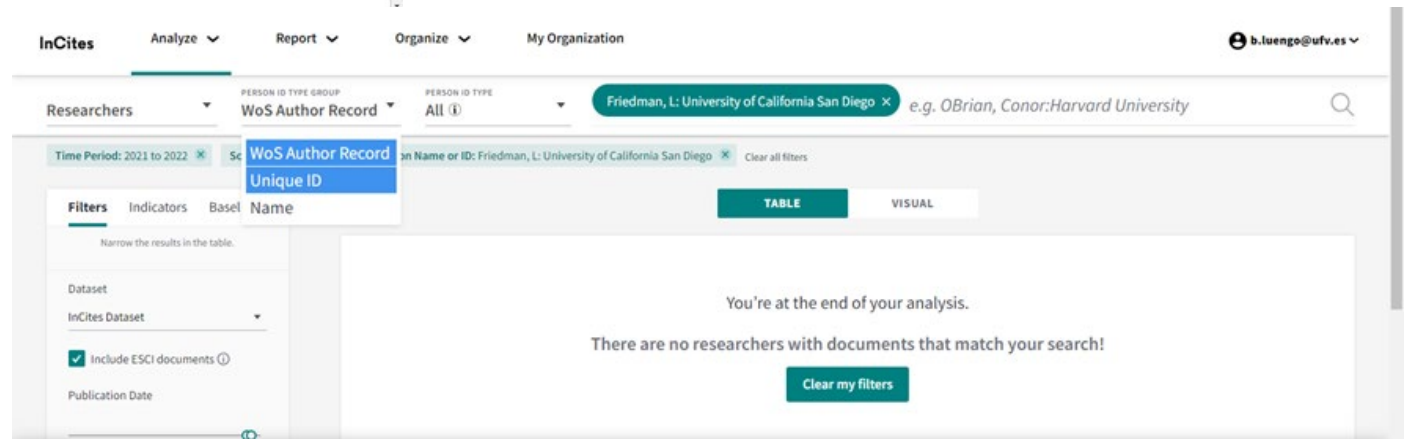 InCites Analyze Report Organize My Organization b.luengo@ufv.es
PERSON ID TYPE GROUP PERSON ID TYPE
Researchers WoS Author Record All Friedman, L: University of California San Diego × e.g. OBrian, Conor:Harvard University
Time Period: 2021 to 2022 × Sc WoS Author Record on Name or ID: Friedman, L: University of California San Diego × Clear all filters
Unique ID
Filters Indicators Basel Name TABLE VISUAL
Narrow the results in the table.
Dataset
You're at the end of your analysis.
InCites Dataset
There are no researchers with documents that match your search!
Include ESCI documents
Clear my filters
Publication Date